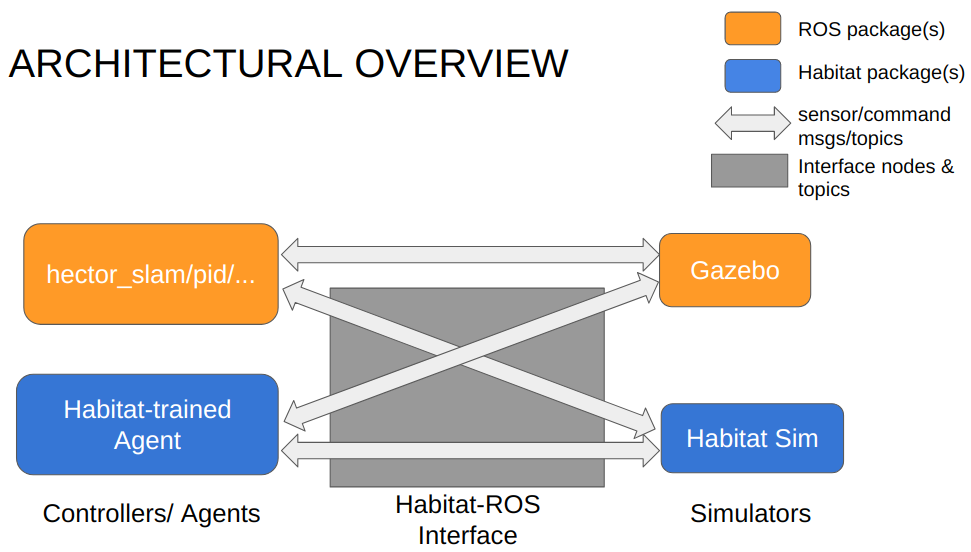 ARCHITECTURAL OVERVIEW
ROS package(s)
Habitat package(s)
sensor/command
msgs/topics
Interface nodes &
topics
hector_slam/pid/...
Gazebo
Habitat-trained
Agent
Habitat Sim
Controllers/ Agents
Habitat-ROS
Interface
Simulators